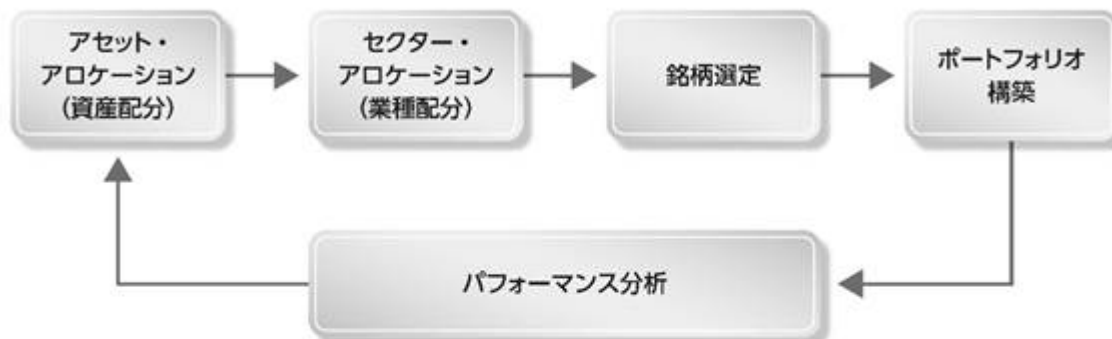 アセット・
アロケーション
(資産配分)
セクター・
アロケーション
(業種配分)
銘柄選定
ポートフォリオ
構築
パフォーマンス分析